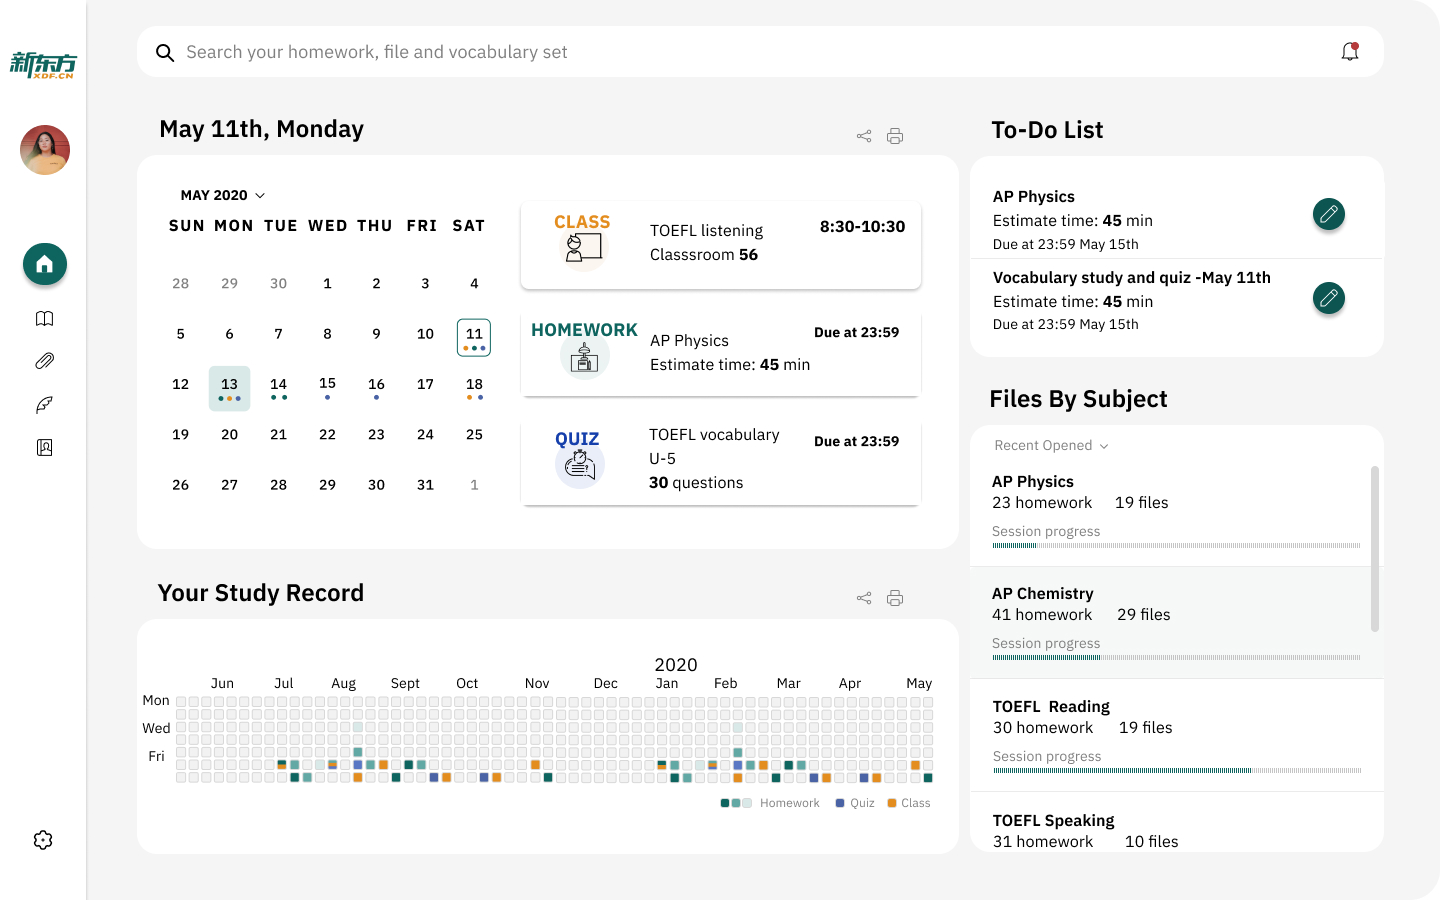 新东方
XDF.CN
Search your homework, file and vocabulary set
May 11th, Monday
MAY 2020
SUN MON TUE WED THU FRI SAT
28 29 30 1 2 3 4
5 6 7 8 9 10 11
12 13 14 15 16 17 18
19 20 21 22 23 24 25
26 27 28 29 30 31 1
CLASS
TOEFL listening
Classsroom 56
8:30-10:30
HOMEWORK
AP Physics
Estimate time: 45 min
Due at 23:59
QUIZ
TOEFL vocabulary
U-5
30 questions
Due at 23:59
Your Study Record
2020
Jun Jul Aug Sept Oct Nov Dec Jan Feb Mar Apr May
Mon
Wed
Fri
Homework Quiz Class
To-Do List
AP Physics
Estimate time: 45 min
Due at 23:59 May 15th
Vocabulary study and quiz -May 11th
Estimate time: 45 min
Due at 23:59 May 15th
Files By Subject
Recent Opened
AP Physics
23 homework 19 files
Session progress
AP Chemistry
41 homework 29 files
Session progress
TOEFL  Reading
30 homework 19 files
Session progress
TOEFL Speaking
31 homework 10 files